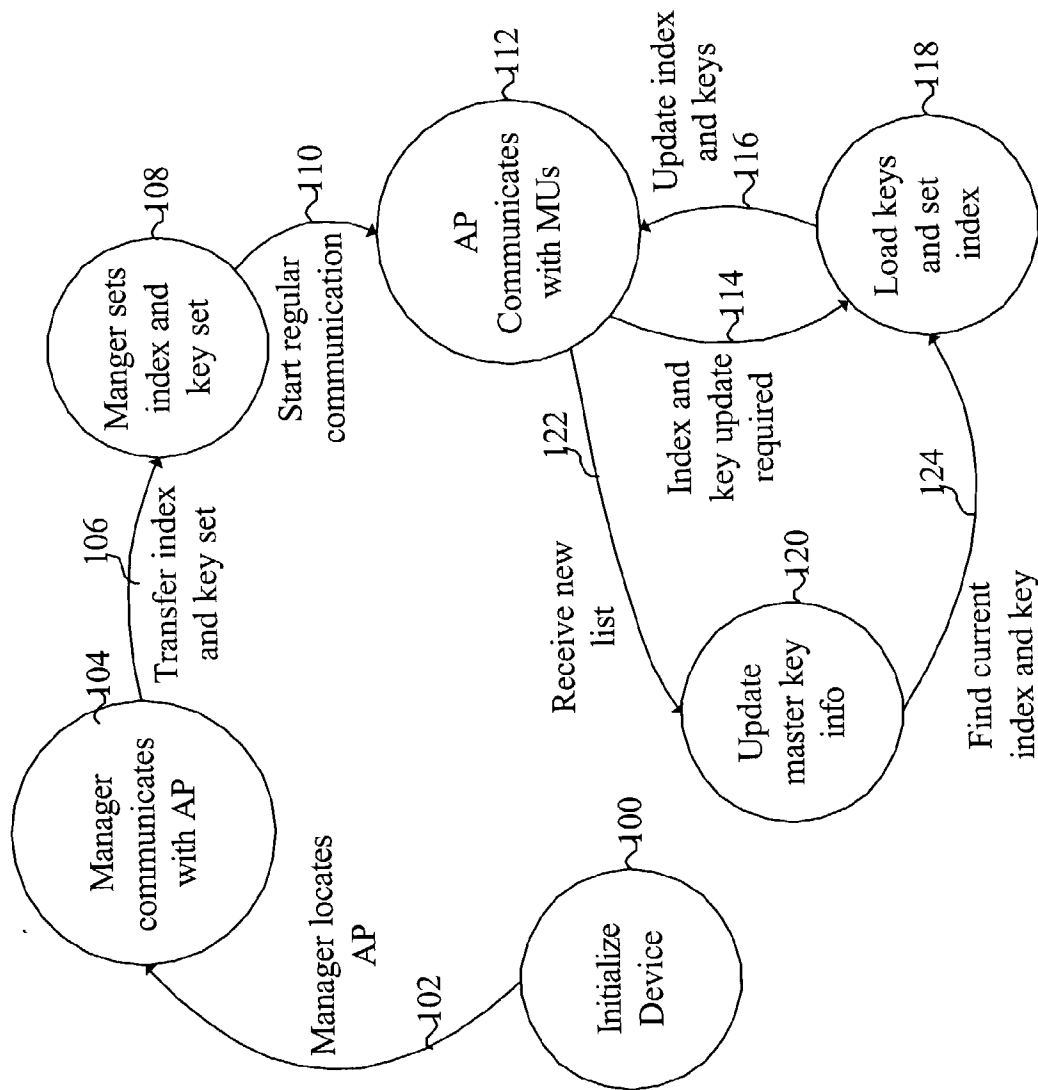 Initialize
Device
100
Manager locates
AP
102
Manager
communicates
with AP
104
106
Transfer index
and key set
Manger sets
index and
key set
108
Start regular
communication
110
AP
Communicates
with MUs
112
Index and
key update
required
114
Update index
and keys
116
Load keys
and set
index
118
Receive new
list
122
Update
master key
info
120
Find current
index and key
124